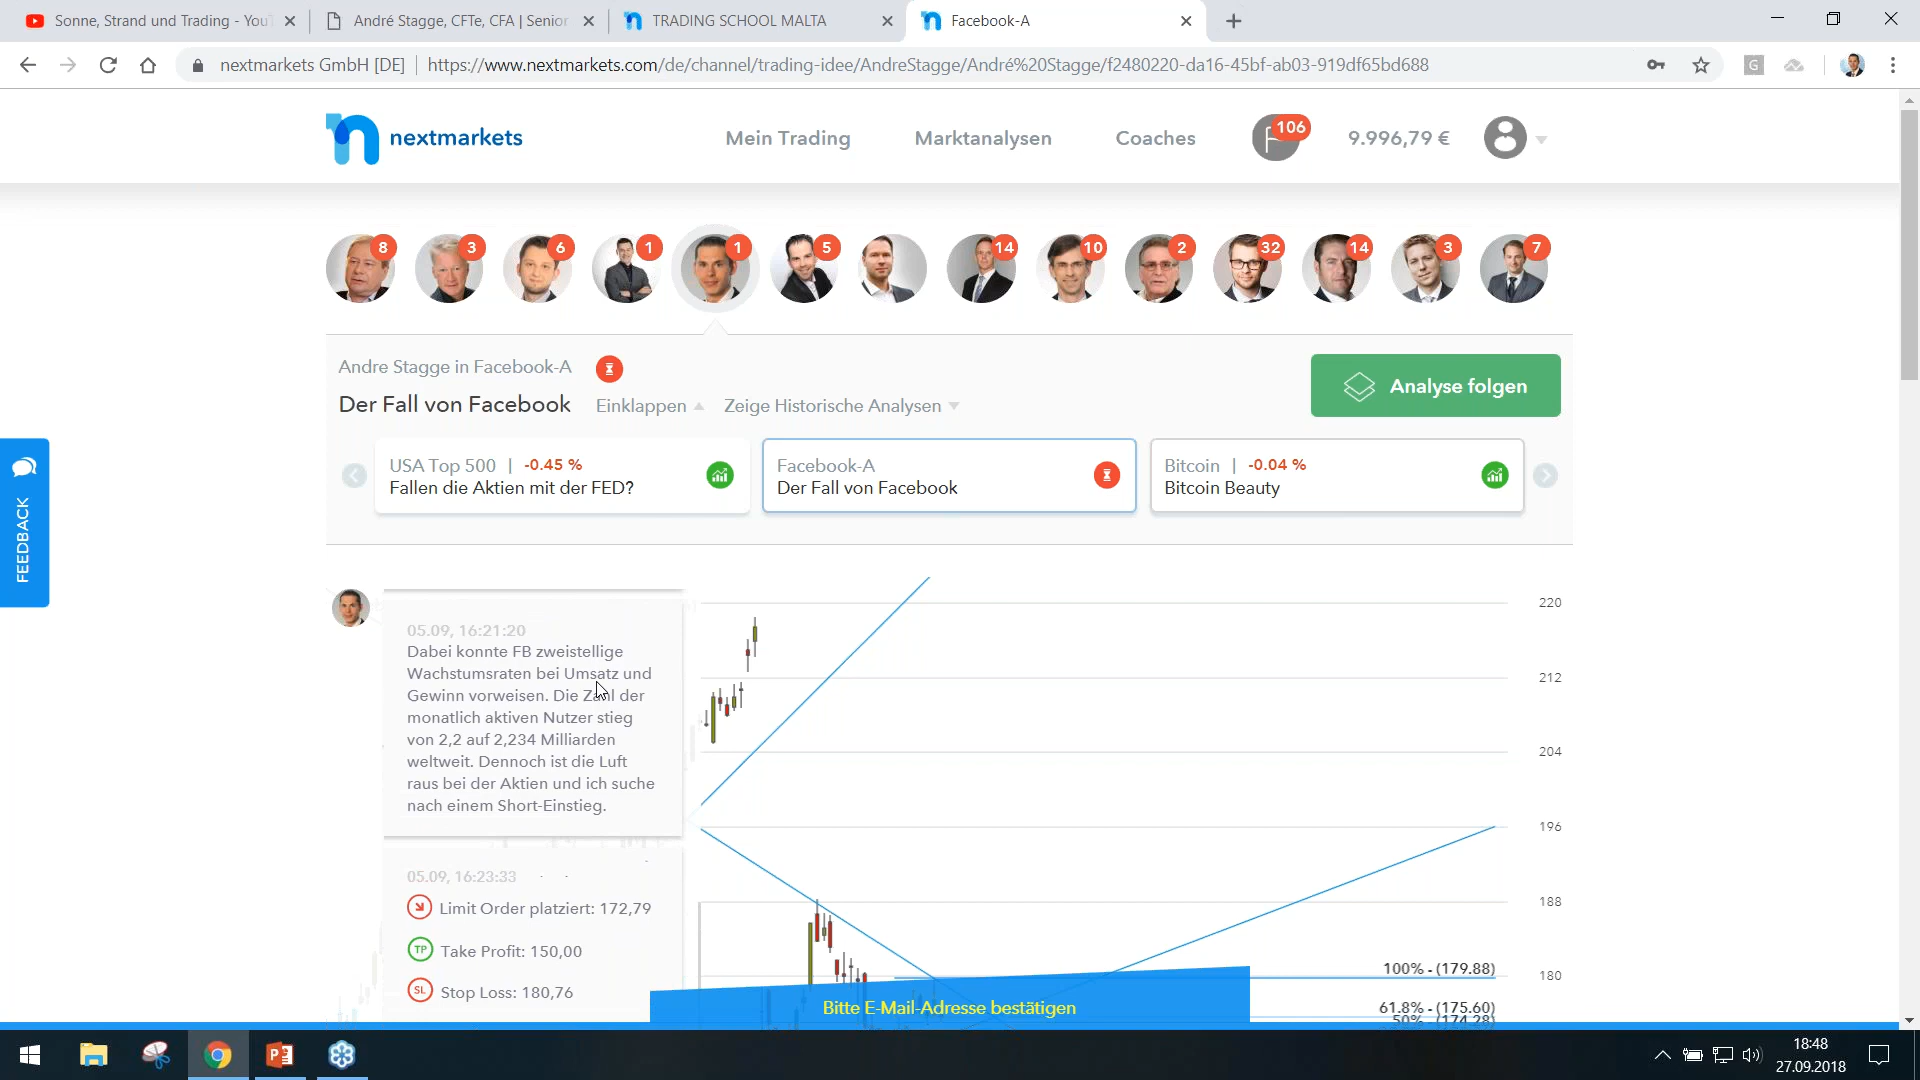 Sonne, Strand und Trading - You
André Stagge, CFTe, CFA | Senior
TRADING SCHOOL MALTA
Facebook-A
nextmarkets GmbH [DE]
https://www.nextmarkets.com/de/channel/trading-idee/AndreStagge/André%20Stagge/f2480220-da16-45bf-ab03-919df65bd688
G
nextmarkets
Mein Trading
Marktanalysen
Coaches
106
9.996,79 €
8
3
6
1
1
5
14
10
2
32
14
3
7
Andre Stagge in Facebook-A
Der Fall von Facebook
Einklappen
Zeige Historische Analysen
Analyse folgen
USA Top 500 | -0.45 %
Fallen die Aktien mit der FED?
Facebook-A
Der Fall von Facebook
Bitcoin | -0.04 %
Bitcoin Beauty
FEEDBACK
05.09, 16:21:20
Dabei konnte FB zweistellige
Wachstumsraten bei Umsatz und
Gewinn vorweisen. Die Zahl der
monatlich aktiven Nutzer stieg
von 2,2 auf 2,234 Milliarden
weltweit. Dennoch ist die Luft
raus bei der Aktien und ich suche
nach einem Short-Einstieg.
05.09, 16:23:33
Limit Order platziert: 172,79
TP Take Profit: 150,00
SL Stop Loss: 180,76
220
212
204
196
188
180
100% - (179.88)
61.8% - (175.60)
50% - (174.28)
Bitte E-Mail-Adresse bestätigen
18:48
27.09.2018